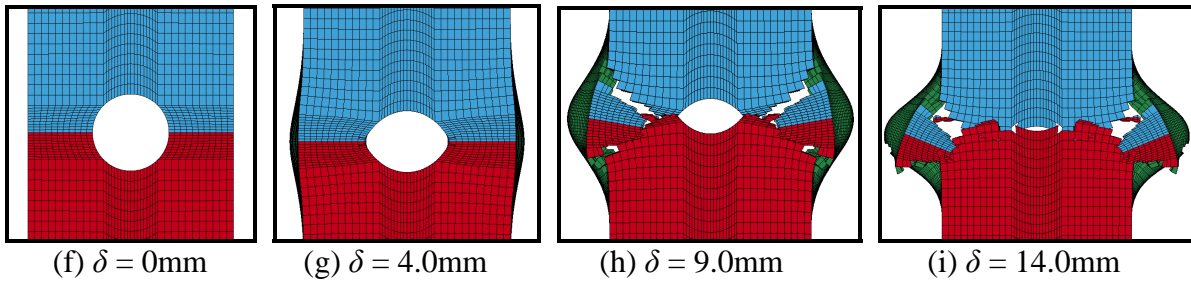 (f) δ = 0mm (g) δ = 4.0mm (h) δ = 9.0mm (i) δ = 14.0mm